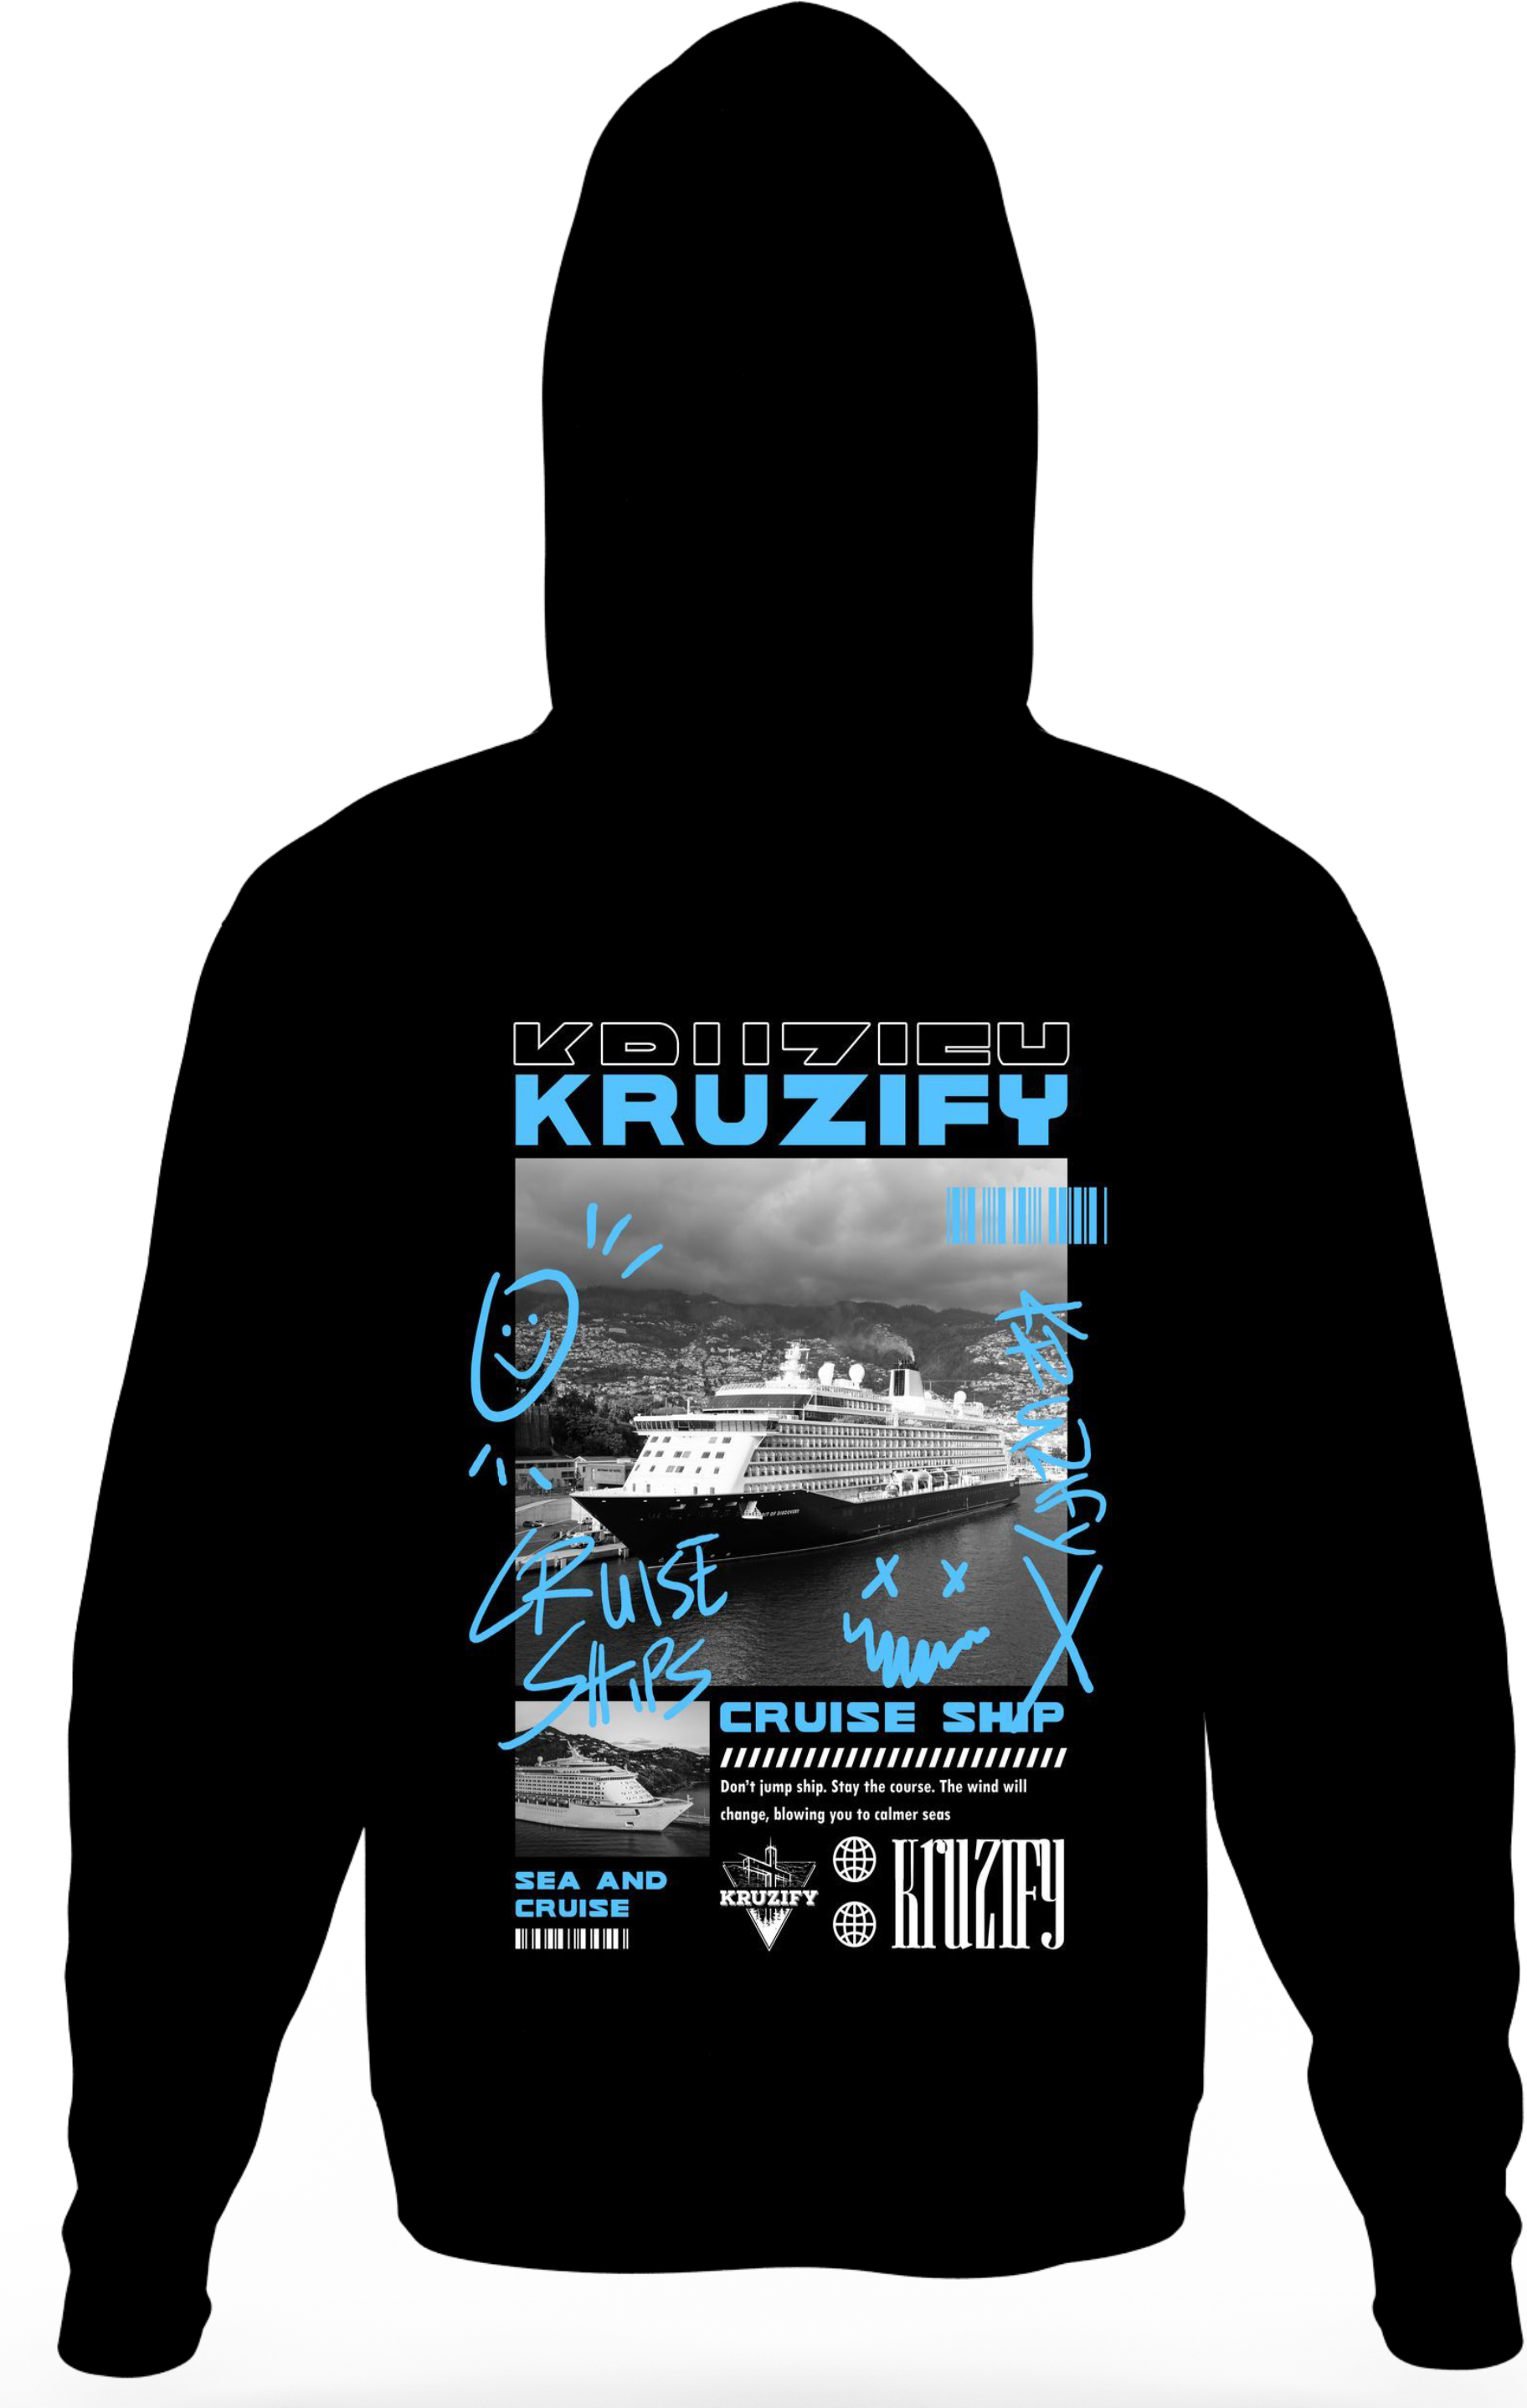 KRUZIFY
KRUZIFY
KRUZIFY
CRUISE
SHIPS
CRUISE SHIP
Don't jump ship. Stay the course. The wind will
change, blowing you to calmer seas
SEA AND
CRUISE
KRUZIFY
KRUZIFY